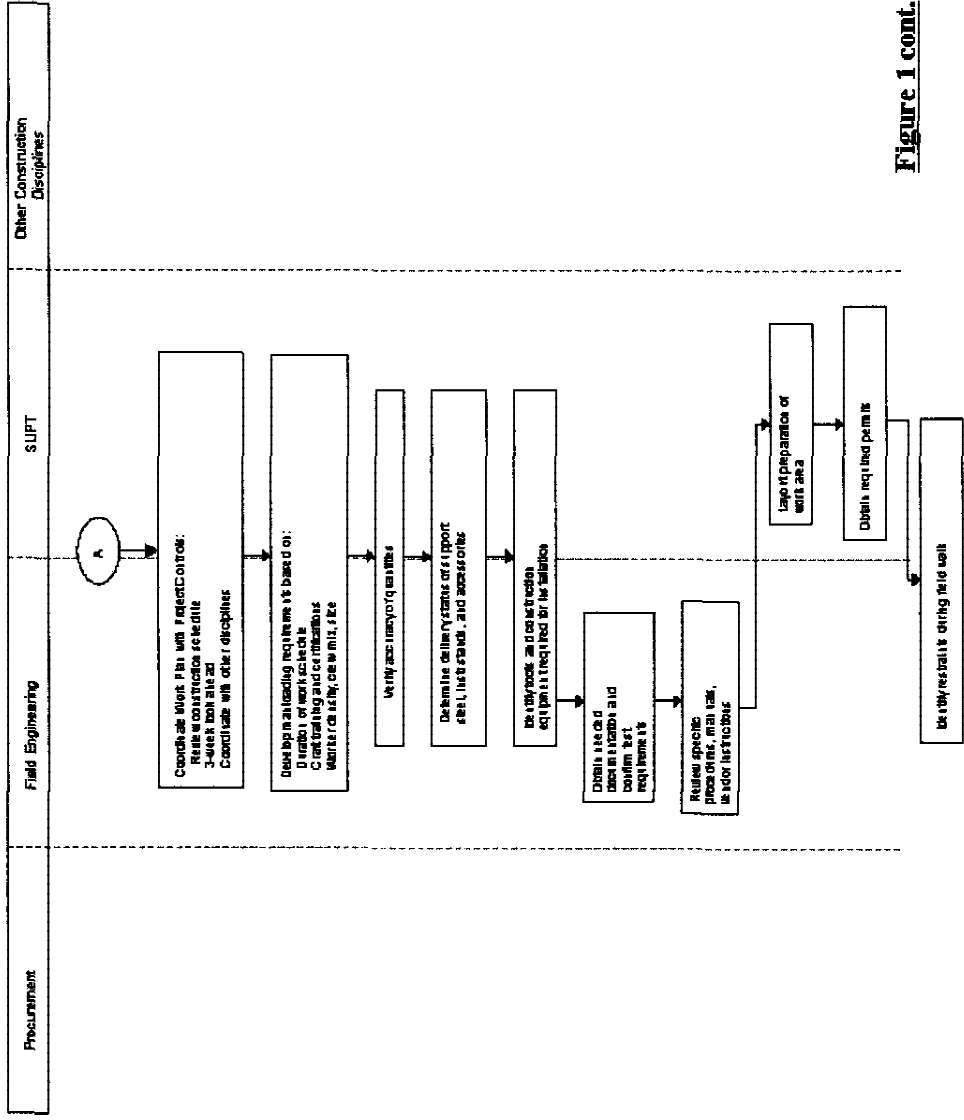 Procurement
Field Engineering
SUPT
Other Construction
Disciplines
A
Coordinate Work Plan with Project Controls:
Review construction schedule
3-week look ahead
Coordinate with other disciplines
Develop manloading requirements based on:
Duration of work schedule
Craft training and certifications
Worker density, crew mix, size
Verify accuracy of quantities
Determine delivery status of support
steel, inst stands, and accessories
Identify tools and construction
equipment required for installation
Obtain needed
documentation and
confirm test
requirements
Review specific
procedures, manuals,
vendor instructions
Layout preparation of
work area
Obtain required permits
Identify restraints during field walk
Figure 1 cont.